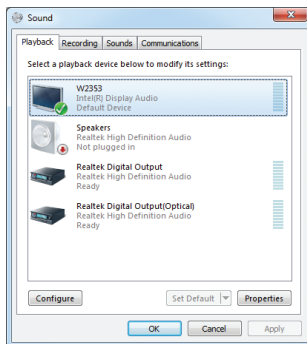 Sound
Playback Recording Sounds Communications
Select a playback device below to modify its settings:
W2353
Intel(R) Display Audio
Default Device
Speakers
Realtek High Definition Audio
Not plugged in
Realtek Digital Output
Realtek High Definition Audio
Ready
Realtek Digital Output(Optical)
Realtek High Definition Audio
Ready
Configure Set Default Properties
OK Cancel Apply